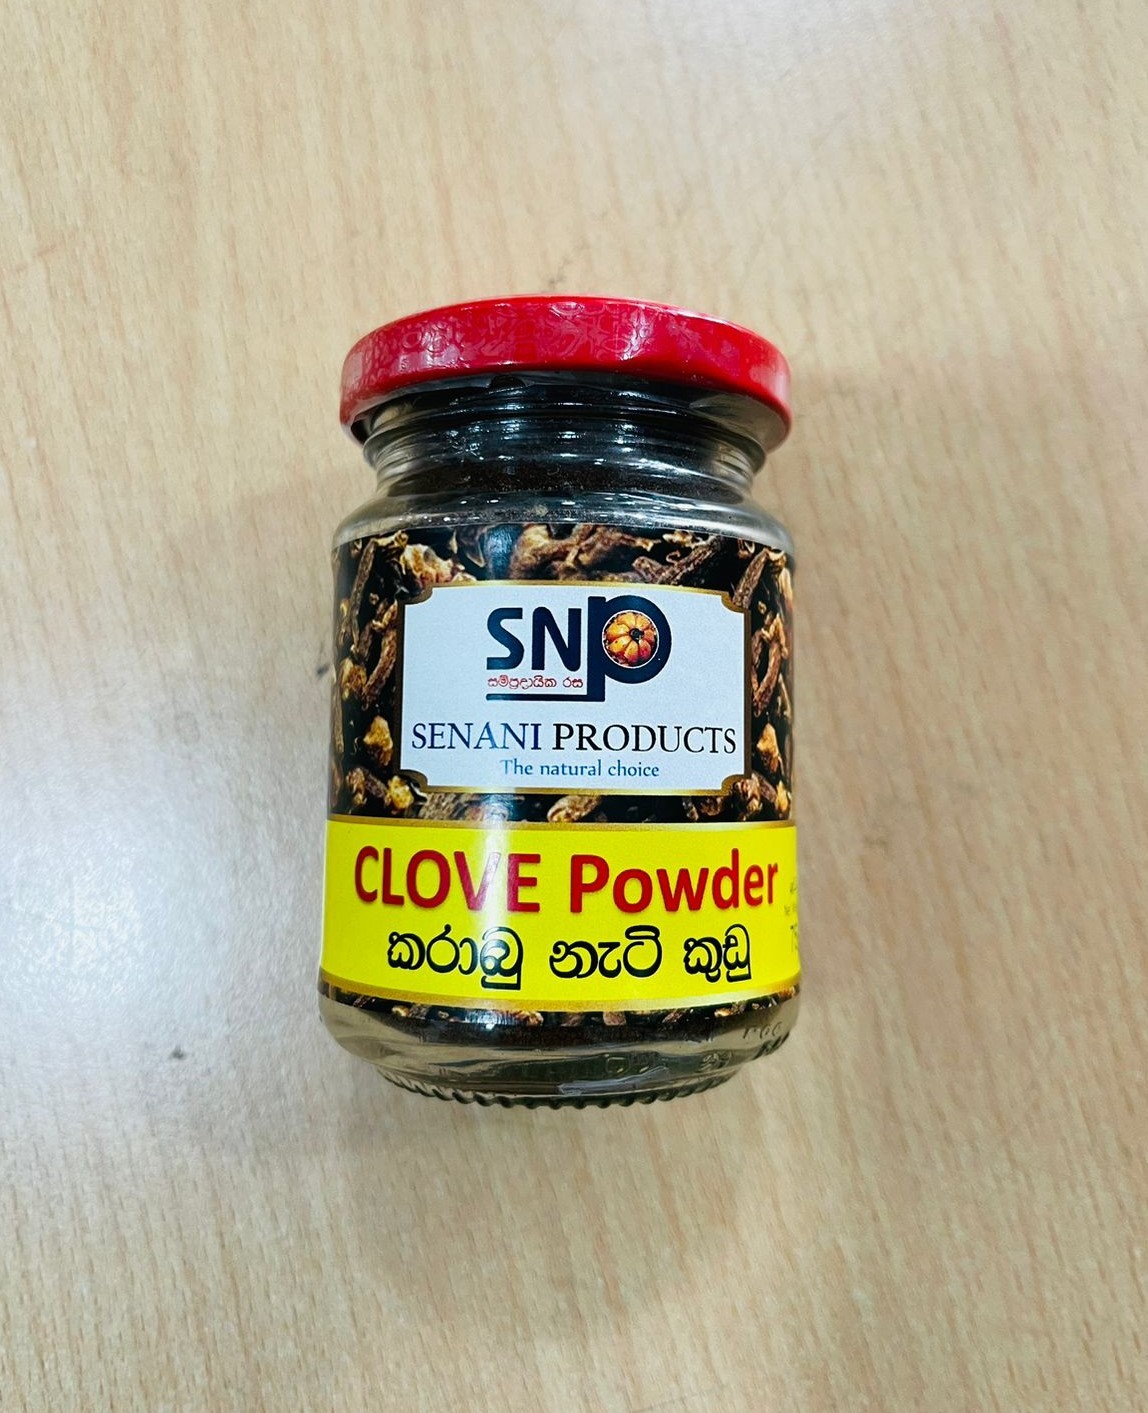 SNP
සම්ප්‍රදායික රස
SENANI PRODUCTS
The natural choice
CLOVE Powder
කරාබු නැටි කුඩු